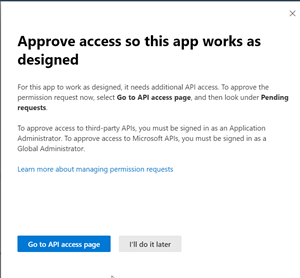 Approve access so this app works as
designed
For this app to work as designed, it needs additional API access. To approve the
permission request now, select Go to API access page, and then look under Pending
requests.
To approve access to third-party APIs, you must be signed in as an Application
Administrator. To approve access to Microsoft APIs, you must be signed in as a
Global Administrator.
Learn more about managing permission requests
Go to API access page
I'll do it later